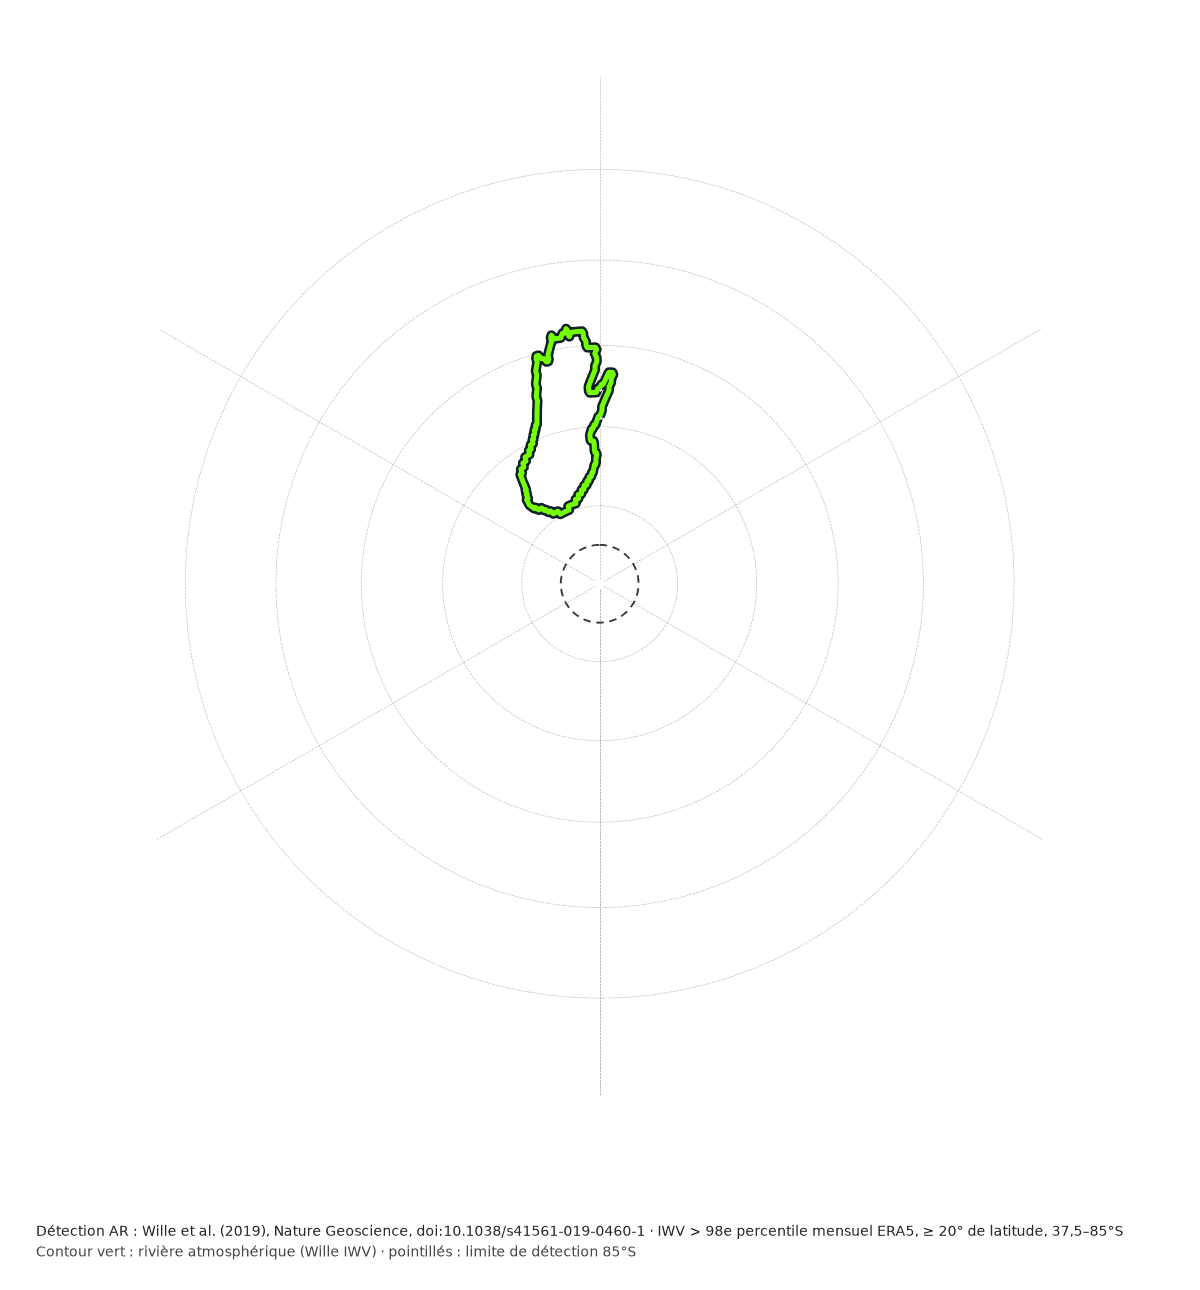 Détection AR : Wille et al. (2019), Nature Geoscience, doi:10.1038/s41561-019-0460-1 · IWV > 98e percentile mensuel ERA5, ≥ 20° de latitude, 37,5–85°S
Contour vert : rivière atmosphérique (Wille IWV) · pointillés : limite de détection 85°S